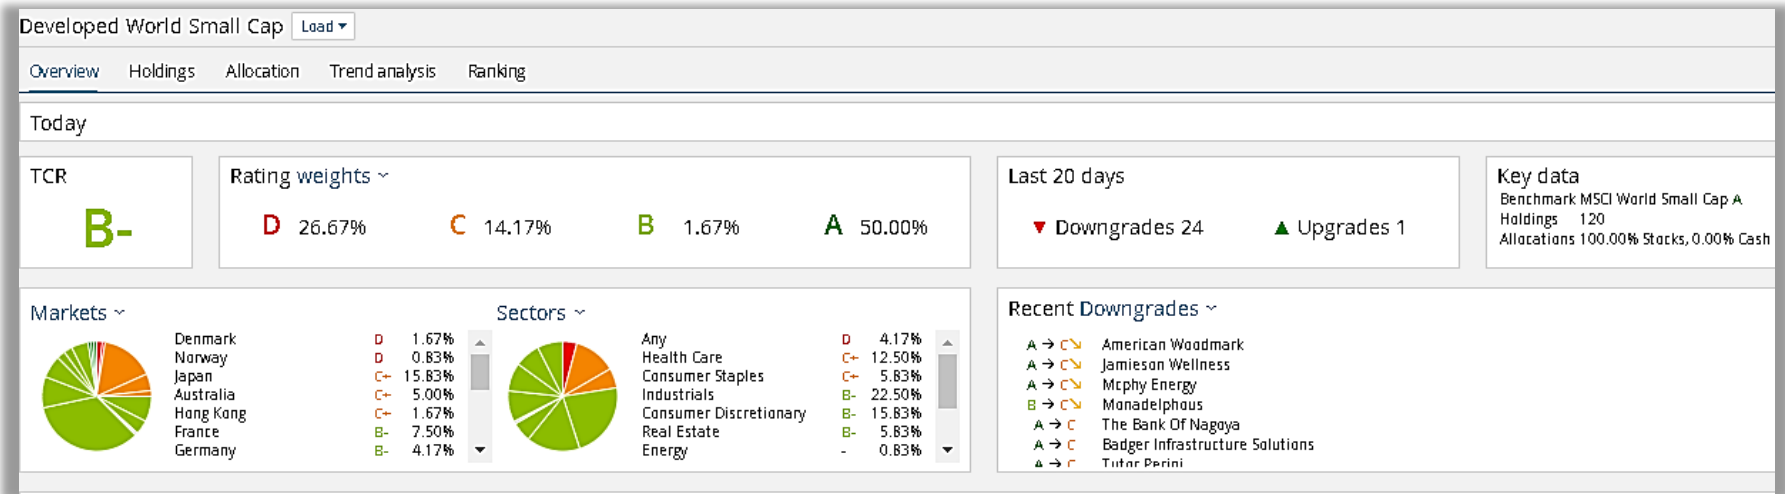 Developed World Small Cap Load
Overview Holdings Allocation Trend analysis Ranking
Today
TCR
B-
Rating weights
D 26.67% C 14.17% B 1.67% A 50.00%
Last 20 days
Downgrades 24 Upgrades 1
Key data
Benchmark MSCI World Small Cap A
Holdings 120
Allocations 100.00% Stocks, 0.00% Cash
Markets
Denmark D 1.67%
Norway D 0.83%
Japan C+ 15.83%
Australia C+ 5.00%
Hong Kong C+ 1.67%
France B- 7.50%
Germany B- 4.17%
Sectors
Any D 4.17%
Health Care C+ 12.50%
Consumer Staples C+ 5.83%
Industrials B- 22.50%
Consumer Discretionary B- 15.83%
Real Estate B- 5.83%
Energy - 0.83%
Recent Downgrades
A → C↘ American Woodmark
A → C↘ Jamieson Wellness
A → C↘ Mcphy Energy
B → C↘ Monadelphous
A → C The Bank Of Nagoya
A → C Badger Infrastructure Solutions
A → C Tutor Perini